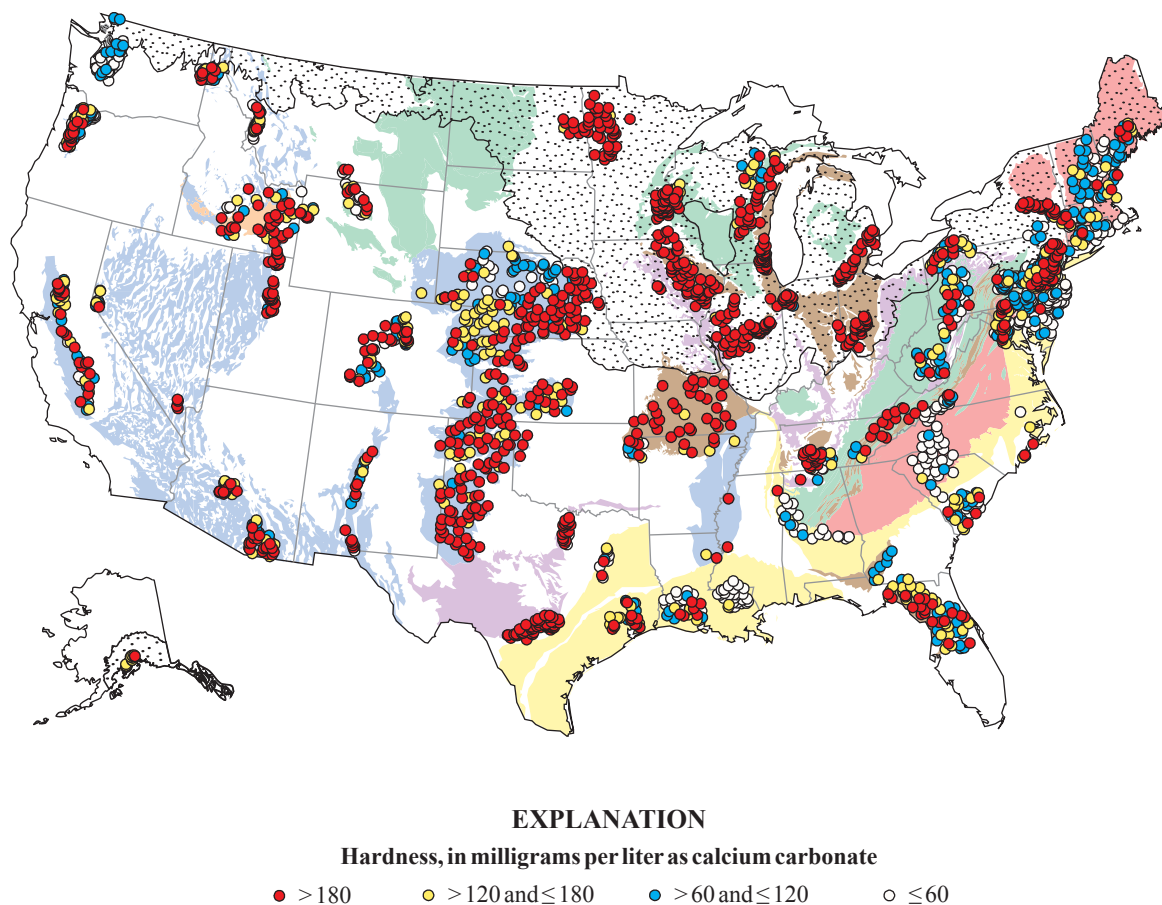 EXPLANATION
Hardness, in milligrams per liter as calcium carbonate
>180 >120 and ≤180 >60 and ≤120 ≤60